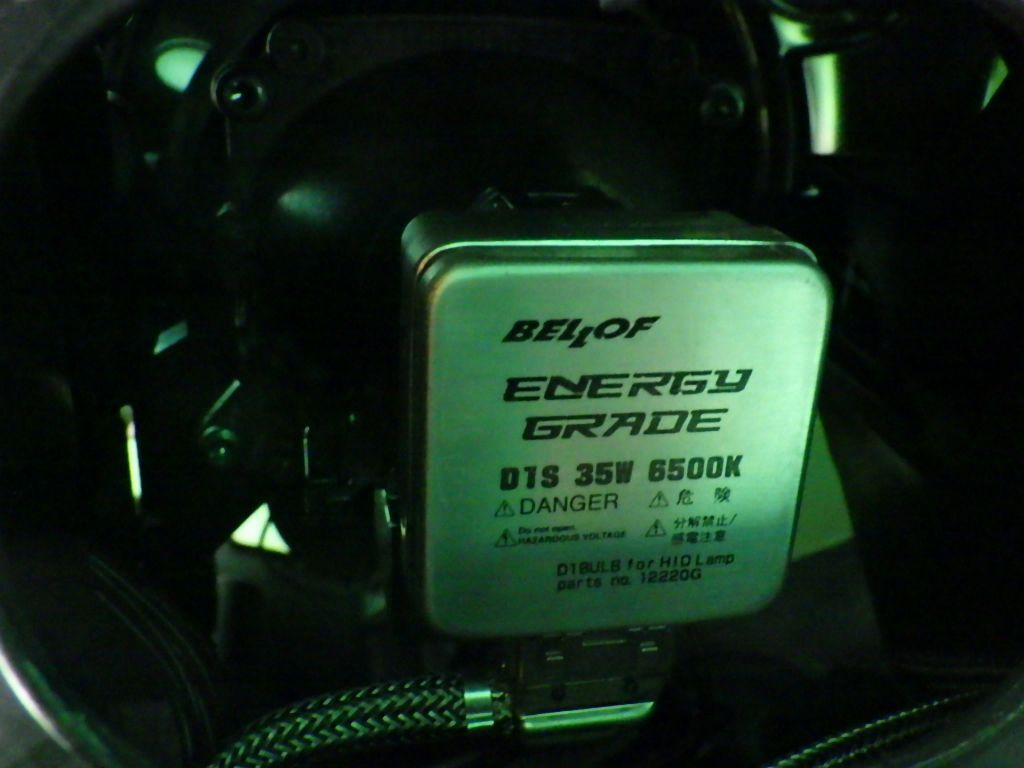 BELLOF
ENERGY
GRADE
D1S 35W 6500K
⚠DANGER ⚠危険
⚠Do not open. HAZARDOUS VOLTAGE
⚠分解禁止/感電注意
D1BULB for HID Lamp
parts no. 12220G